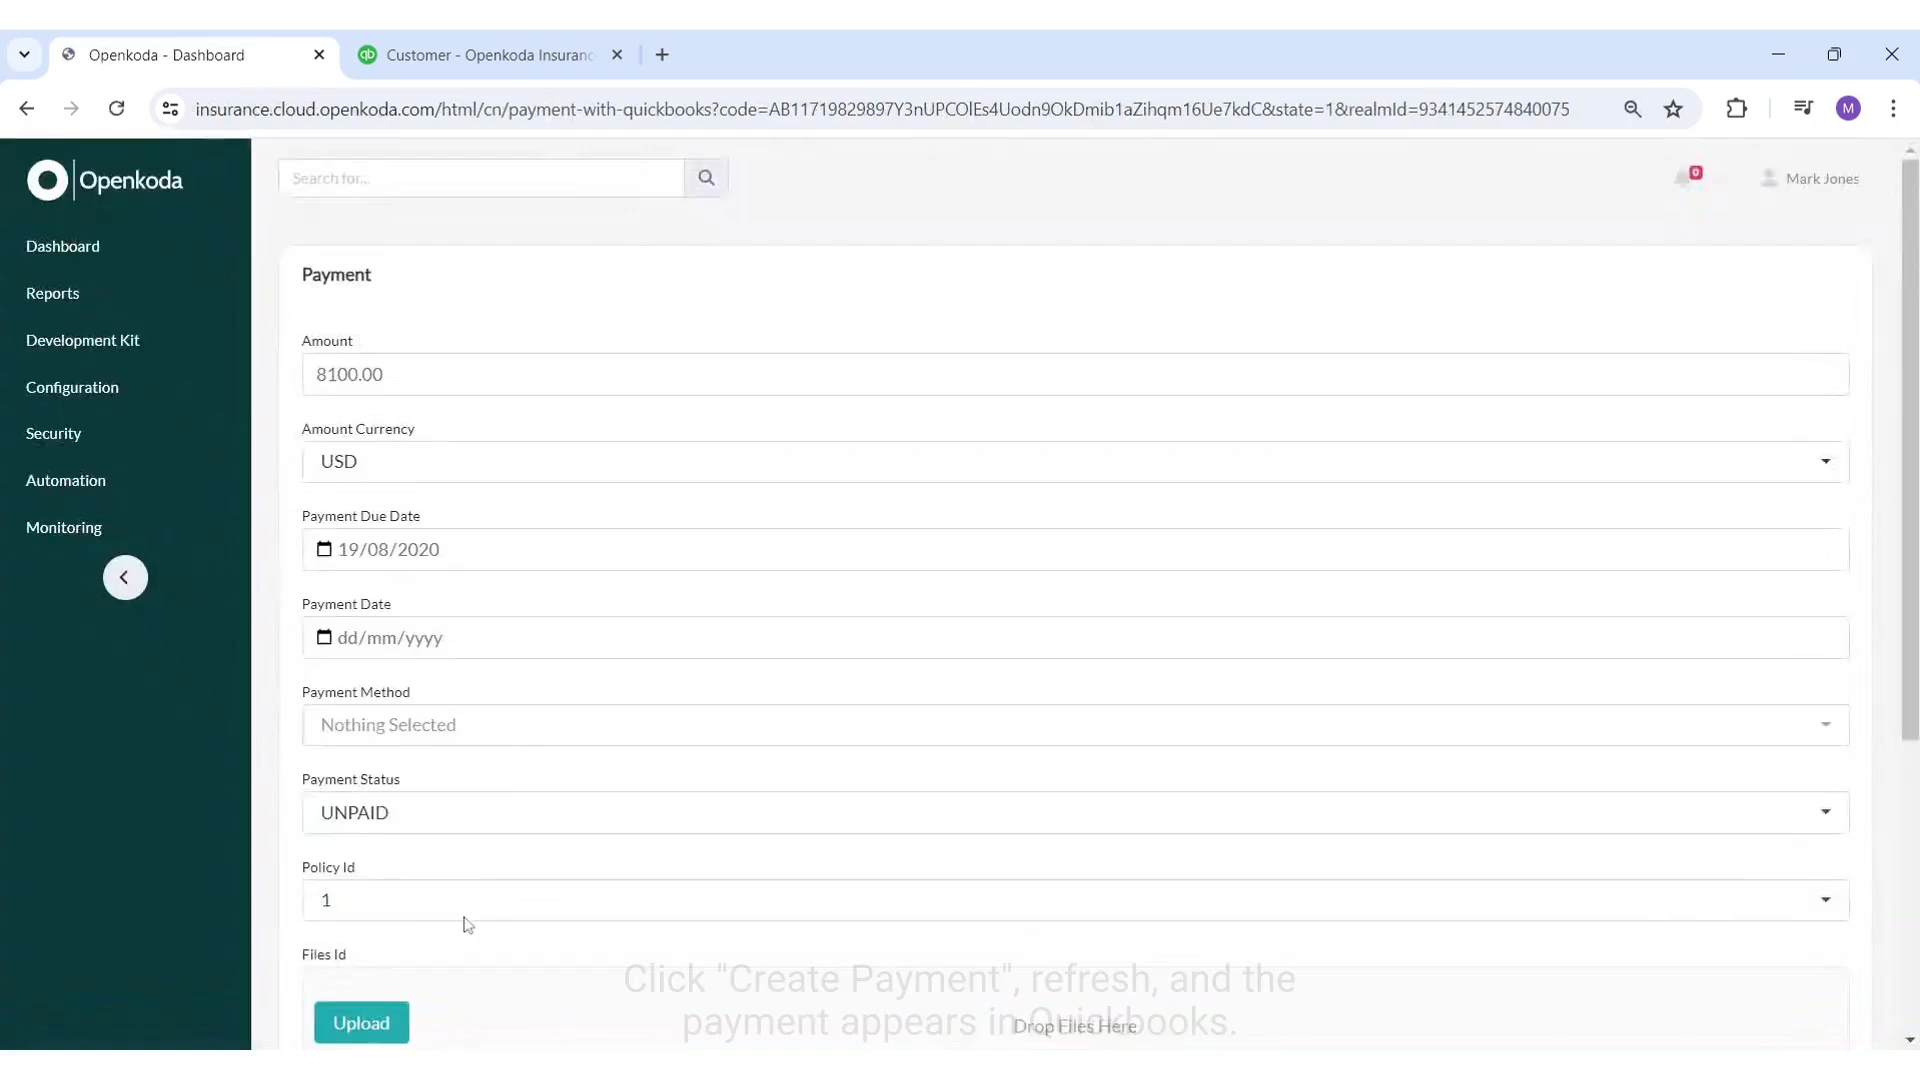 Openkoda - Dashboard
Customer - Openkoda Insuranc
insurance.cloud.openkoda.com/html/cn/payment-with-quickbooks?code=AB11719829897Y3nUPCOlEs4Uodn9OkDmib1aZihqm16Ue7kdC&state=1&realmId=9341452574840075
M
Openkoda
Search for...
0
Mark Jones
Dashboard
Reports
Development Kit
Configuration
Security
Automation
Monitoring
Payment
Amount
8100.00
Amount Currency
USD
Payment Due Date
19/08/2020
Payment Date
dd/mm/yyyy
Payment Method
Nothing Selected
Payment Status
UNPAID
Policy Id
1
Files Id
Upload
Drop Files Here
Click "Create Payment", refresh, and the
payment appears in Quickbooks.